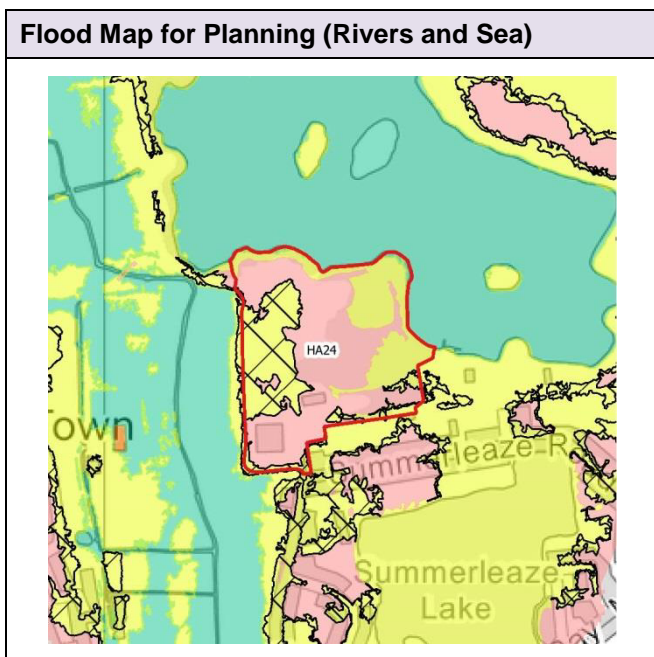 Flood Map for Planning (Rivers and Sea)
HA24
own
Summerleaze R
Summerleaze
Lake